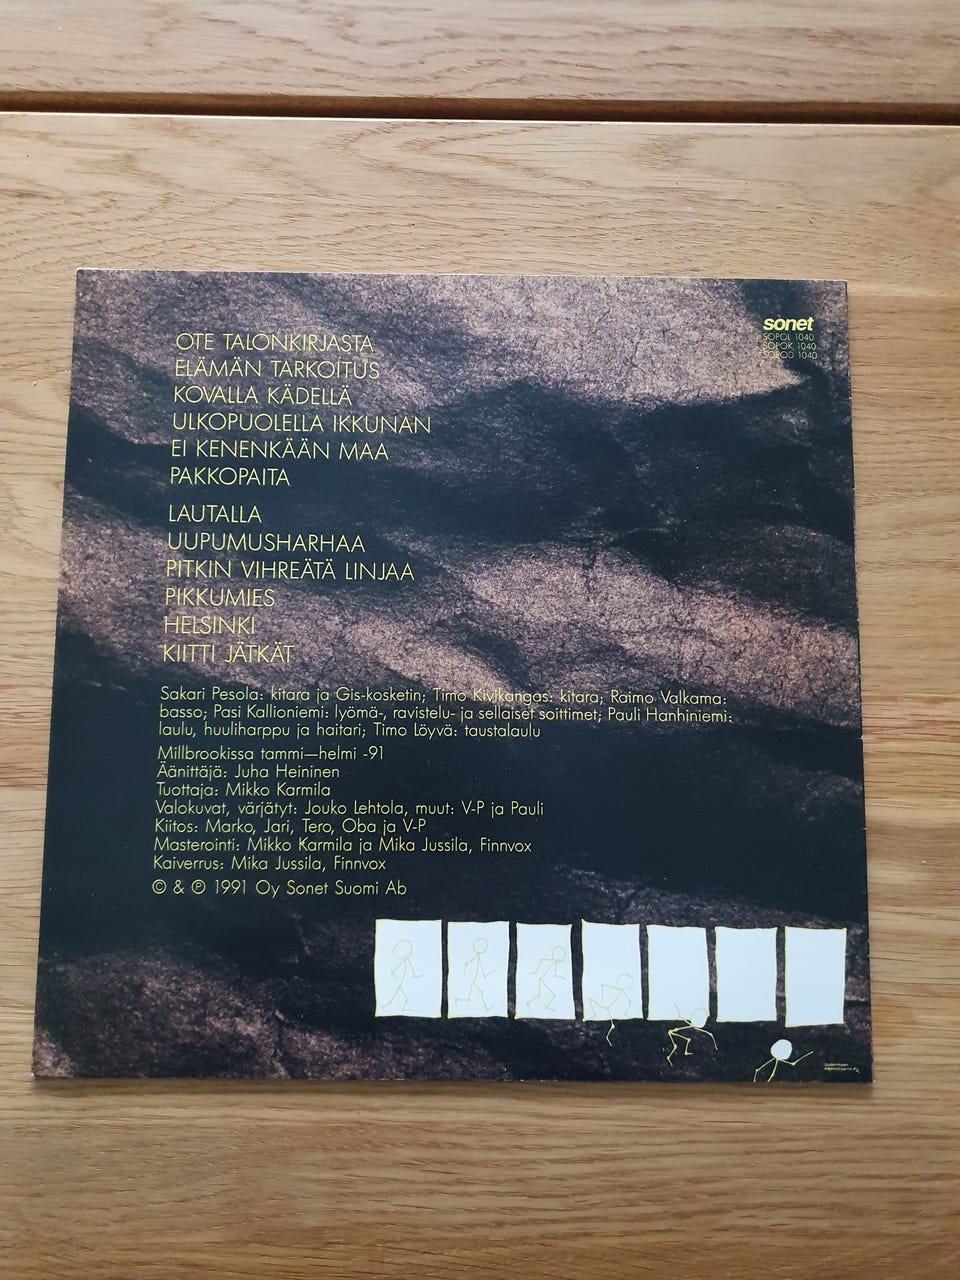 sonet
SOPOL 1040
SOPOK 1040
SOPOD 1040
OTE TALONKIRJASTA
ELÄMÄN TARKOITUS
KOVALLA KÄDELLÄ
ULKOPUOLELLA IKKUNAN
EI KENENKÄÄN MAA
PAKKOPAITA
LAUTALLA
UUPUMUSHARHAA
PITKIN VIHREÄTÄ LINJAA
PIKKUMIES
HELSINKI
KIITTI JÄTKÄT
Sakari Pesola: kitara ja Gis-kosketin; Timo Kivikangas: kitara; Raimo Valkama:
basso; Pasi Kallioniemi: lyömä-, ravistelu- ja sellaiset soittimet; Pauli Hanhiniemi:
laulu, huuliharppu ja haitari; Timo Löyvä: taustalaulu
Millbrookissa tammi—helmi -91
Äänittäjä: Juha Heininen
Tuottaja: Mikko Karmila
Valokuvat, värjätyt: Jouko Lehtola, muut: V-P ja Pauli
Kiitos: Marko, Jari, Tero, Oba ja V-P
Masterointi: Mikko Karmila ja Mika Jussila, Finnvox
Kaiverrus: Mika Jussila, Finnvox
© & ℗ 1991 Oy Sonet Suomi Ab